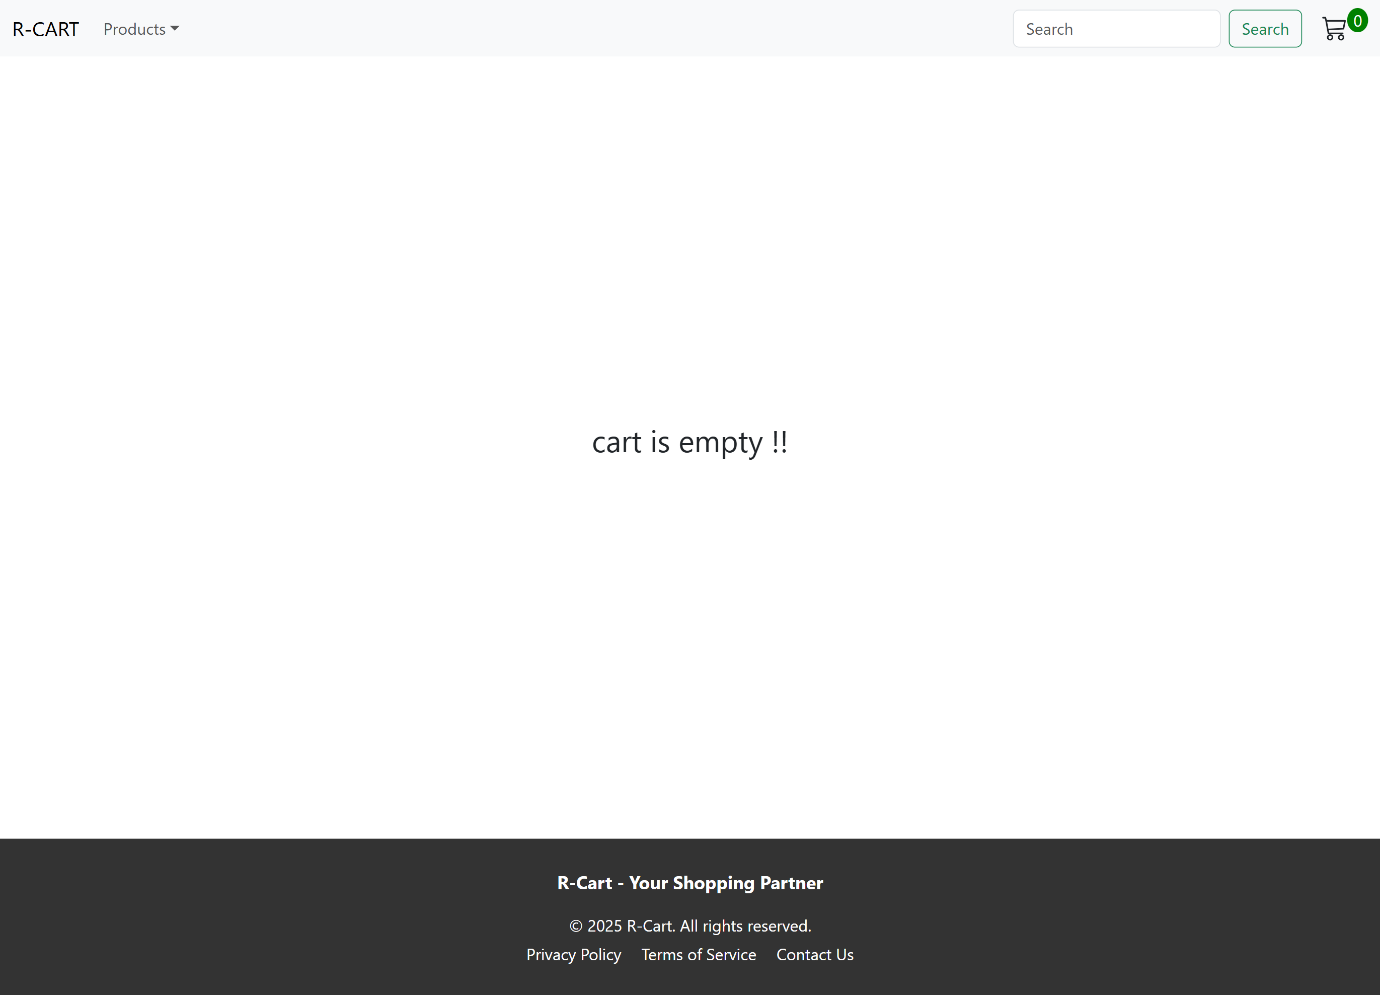 R-CART Products Search Search 0
cart is empty !!
R-Cart - Your Shopping Partner
© 2025 R-Cart. All rights reserved.
Privacy Policy Terms of Service Contact Us